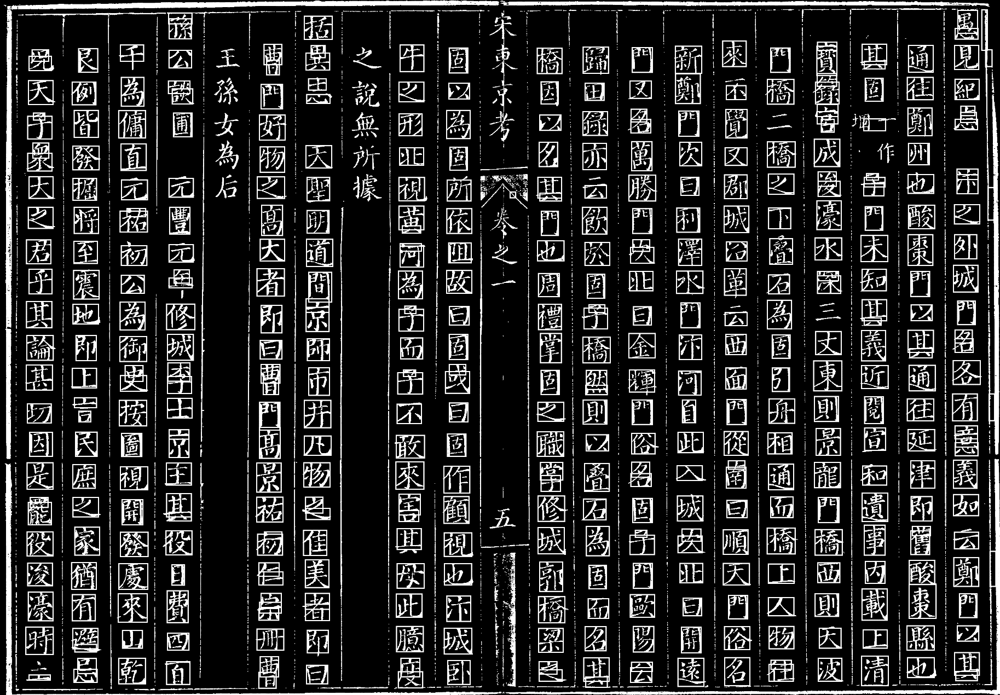 愚見紀忘 宋之外城門名各有意義如云鄭門以其
通往鄭州也酸棗門以其通往延津即舊酸棗縣也
其固一作堌子門未知其義近閱宣和遺事內載上清
寶籙宮成浚濠水深三丈東則景龍門橋西則天波
門橋二橋之下疊石為固引舟相通而橋上人物往
來不覺又郡城沿革云西面門從南曰順天門俗名
新鄭門次曰利澤水門汴河自此入城次北曰開遠
門又名萬勝門次北曰金輝門俗名固子門歐陽公
歸田錄亦云飲於固子橋然則以疊石為固而名其
橋因以名其門也周禮掌固之職掌修城郭橋梁之
宋東京考 卷之一 五
固以為固所依阻故曰固或曰固作顧視也汴城臥
牛之形北視黃河為子而子不敢來害其母此臆度
之說無所據
括異志 天聖明道間京師市井凡物之佳美者即曰
曹門好物之高大者即曰曹門高景祐初仁宗冊曹
王孫女為后
孫公談圃 元豐元年修城李士京主其役日費四百
千為傭直元祐初公為御史按圖視開發處來山乾
艮例皆發掘將至震地即上言民庶之家猶有避忌
況天子眾大之君乎其論甚切因是罷役浚濠時土